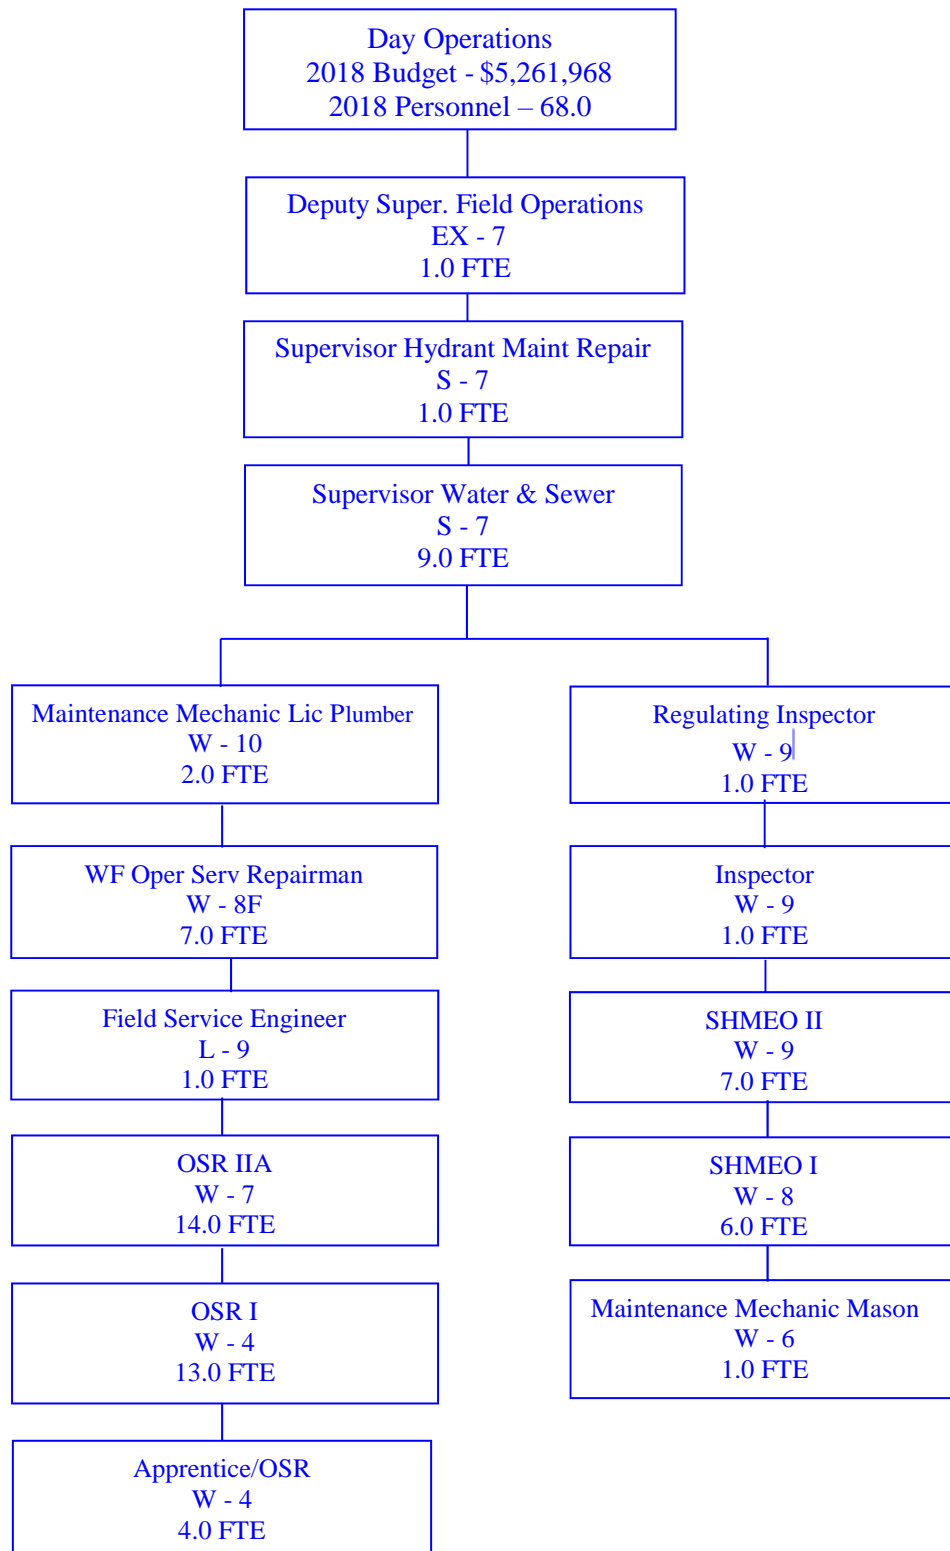 Day Operations
2018 Budget - $5,261,968
2018 Personnel – 68.0
Deputy Super. Field Operations
EX - 7
1.0 FTE
Supervisor Hydrant Maint Repair
S - 7
1.0 FTE
Supervisor Water & Sewer
S - 7
9.0 FTE
Maintenance Mechanic Lic Plumber
W - 10
2.0 FTE
WF Oper Serv Repairman
W - 8F
7.0 FTE
Field Service Engineer
L - 9
1.0 FTE
OSR IIA
W - 7
14.0 FTE
OSR I
W - 4
13.0 FTE
Apprentice/OSR
W - 4
4.0 FTE
Regulating Inspector
W - 9
1.0 FTE
Inspector
W - 9
1.0 FTE
SHMEO II
W - 9
7.0 FTE
SHMEO I
W - 8
6.0 FTE
Maintenance Mechanic Mason
W - 6
1.0 FTE